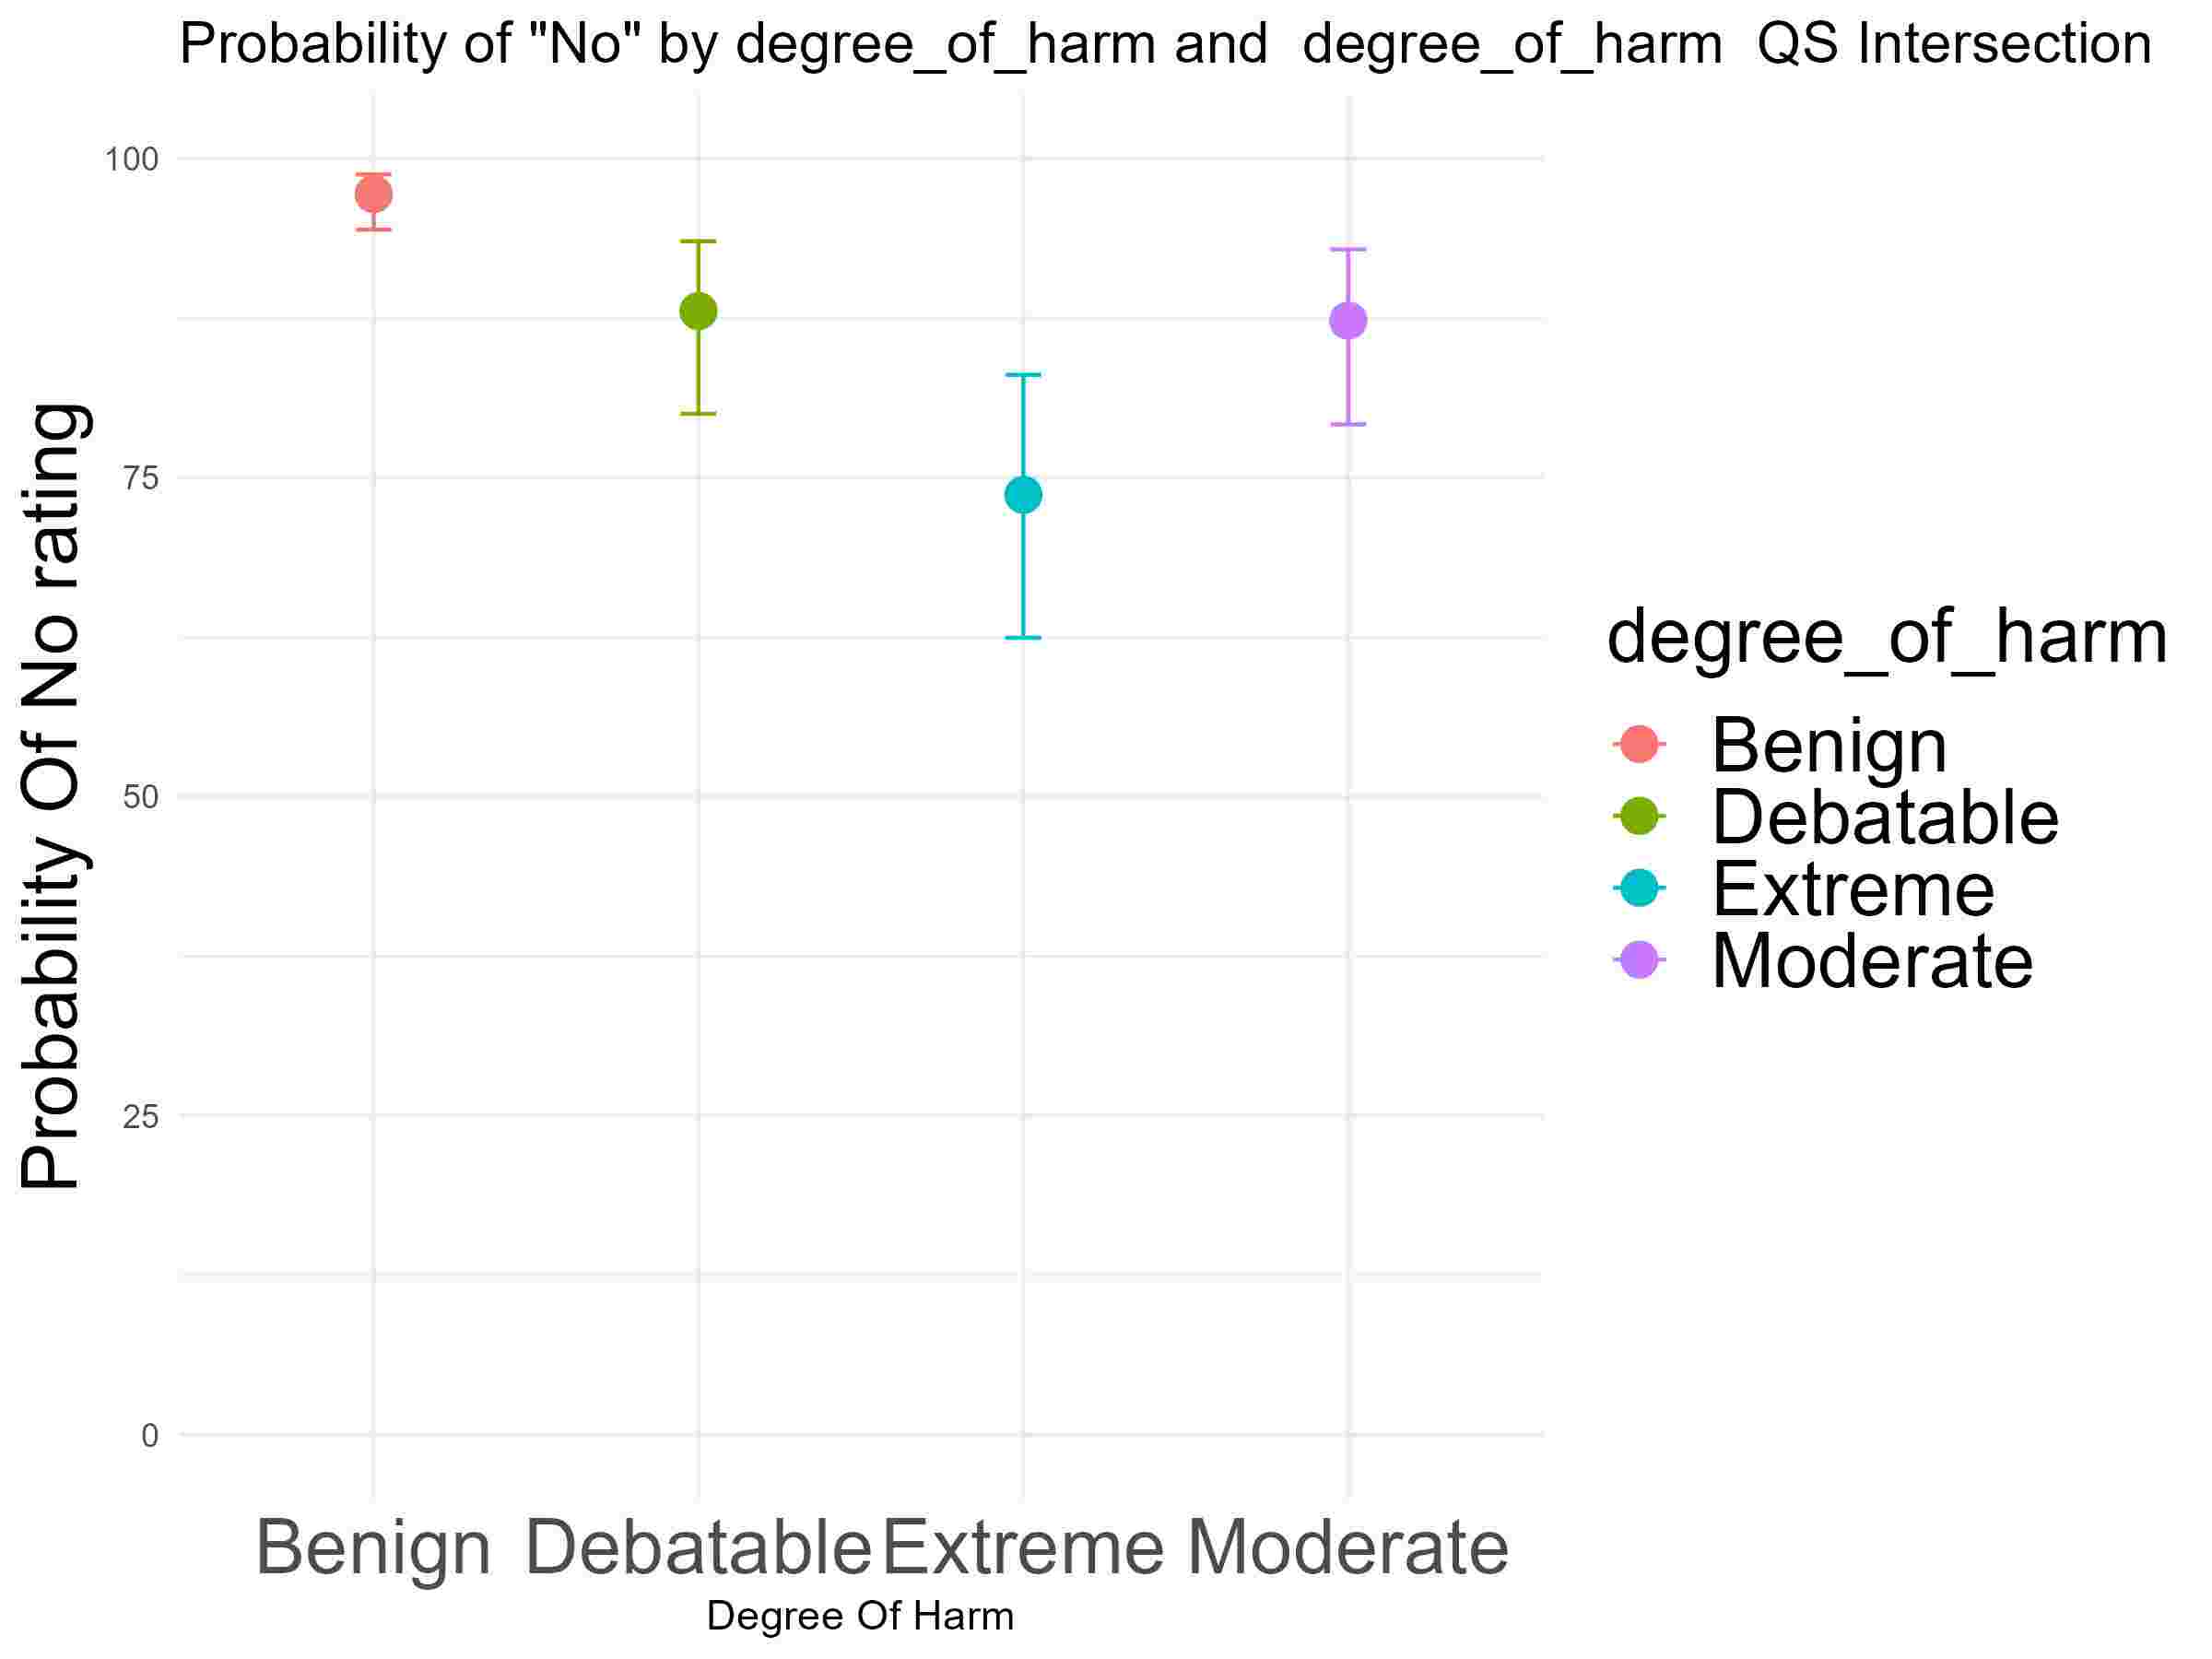 Probability of "No" by degree_of_harm and  degree_of_harm  QS Intersection
Probability Of No rating
100
75
50
25
0
Benign
Debatable
Extreme
Moderate
Degree Of Harm
degree_of_harm
Benign
Debatable
Extreme
Moderate